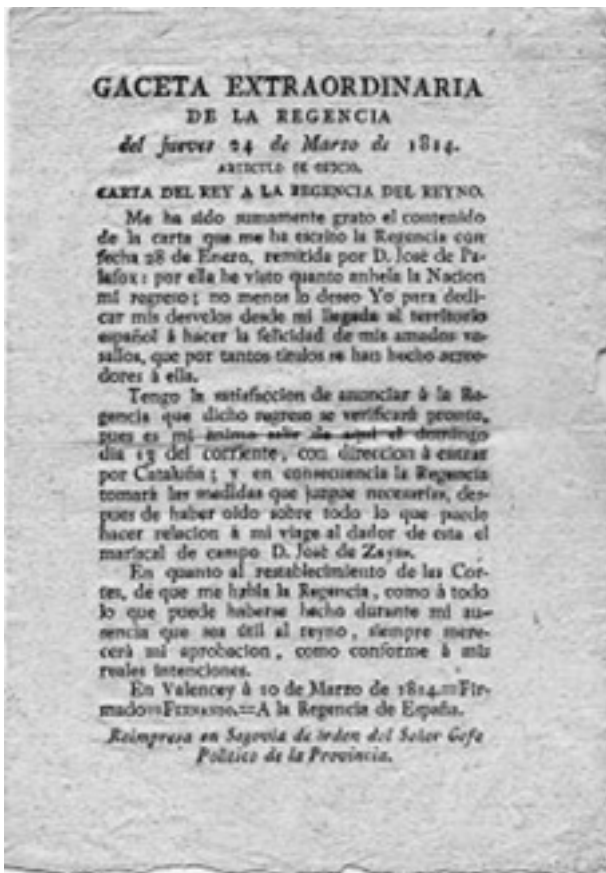 GACETA EXTRAORDINARIA
DE LA REGENCIA
del jueves 24 de Marzo de 1814.
ARTICULO DE OFICIO.
CARTA DEL REY A LA REGENCIA DEL REYNO.
Me ha sido sumamente grato el contenido
de la carta que me ha escrito la Regencia con
fecha 28 de Enero, remitida por D. José de Pa-
lafox: por ella he visto quanto anhela la Nacion
mi regreso; no menos lo deseo Yo para dedi-
car mis desvelos desde mi llegada al territorio
español á hacer la felicidad de mis amados va-
sallos, que por tantos titulos se han hecho acree-
dores á ella.
Tengo la satisfaccion de anunciar á la Re-
gencia que dicho regreso se verificará pronto,
pues es mi ánimo salir de aqui el domingo
dia 13 del corriente, con direccion á entrar
por Cataluña; y en consecuencia la Regencia
tomará las medidas que juzgue necesarias, des-
pues de haber oido sobre todo lo que puede
hacer relacion á mi viage al dador de esta el
mariscal de campo D. José de Zayas.
En quanto al restablecimiento de las Cor-
tes, de que me habla la Regencia, como á todo
lo que puede haberse hecho durante mi au-
sencia que sea útil al reyno, siempre mere-
cerá mi aprobacion, como conforme á mis
reales intenciones.
En Valencey á 10 de Marzo de 1814.=Fir-
mado=FERNANDO.=A la Regencia de España.
Reimpresa en Segovia de órden del Señor Gefe
Político de la Provincia.